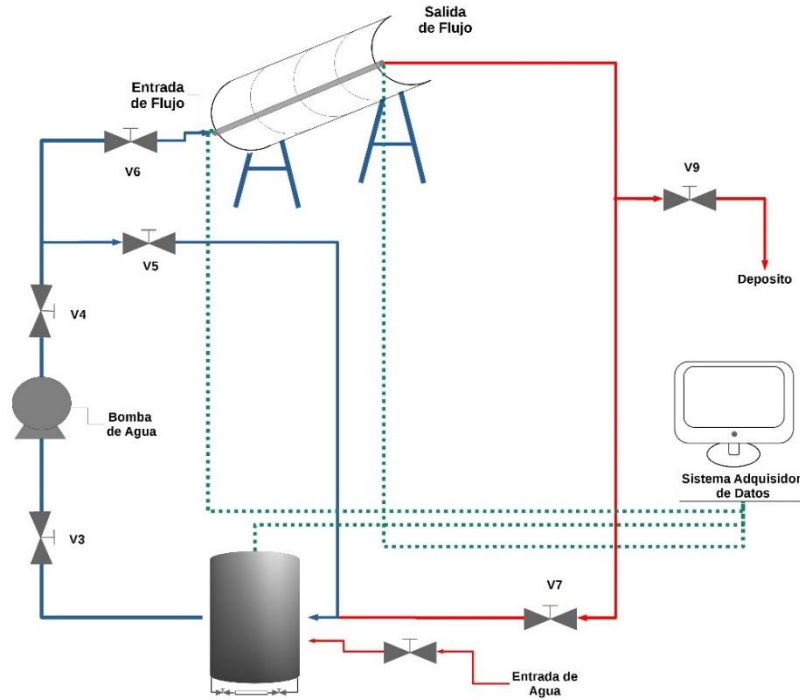 Salida
de Flujo
Entrada
de Flujo
V6
V9
V5
Deposito
V4
Bomba
de Agua
Sistema Adquisidor
de Datos
V3
V7
Entrada de
Agua